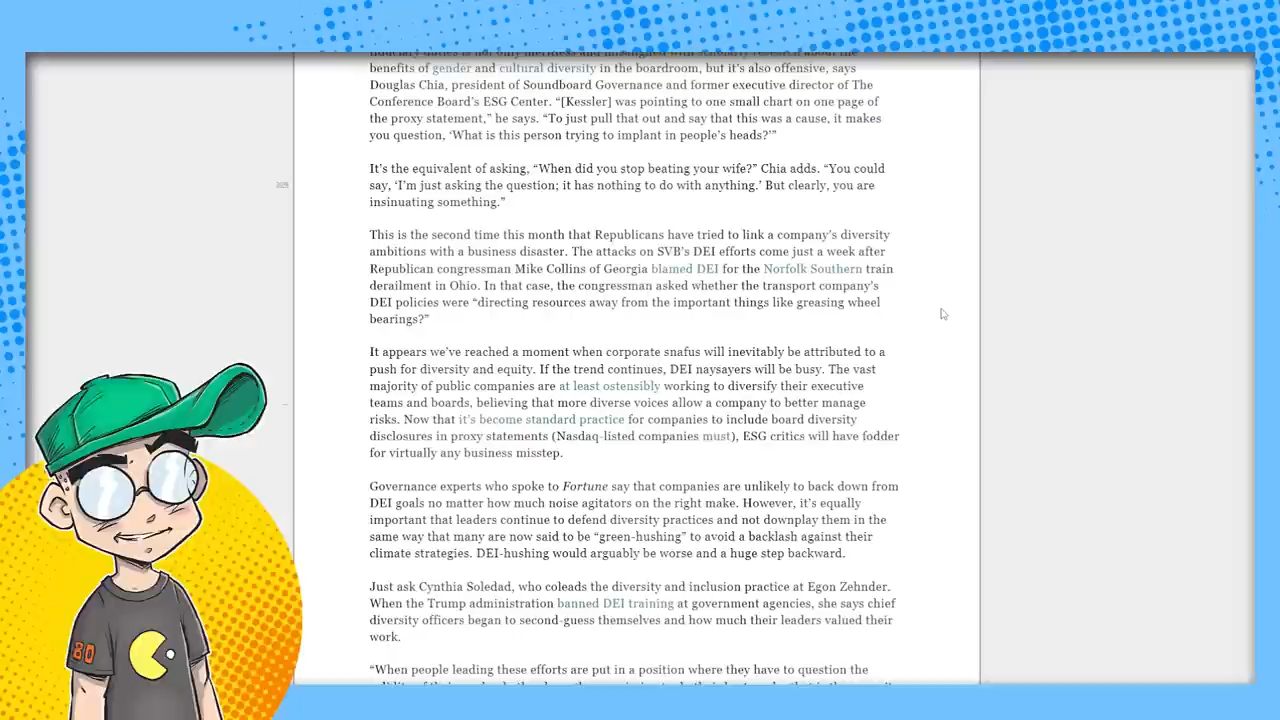 benefits of gender and cultural diversity in the boardroom, but it’s also offensive, says
Douglas Chia, president of Soundboard Governance and former executive director of The
Conference Board’s ESG Center. “[Kessler] was pointing to one small chart on one page of
the proxy statement,” he says. “To just pull that out and say that this was a cause, it makes
you question, ‘What is this person trying to implant in people’s heads?’”
It’s the equivalent of asking, “When did you stop beating your wife?” Chia adds. “You could
say, ‘I’m just asking the question; it has nothing to do with anything.’ But clearly, you are
insinuating something.”
This is the second time this month that Republicans have tried to link a company’s diversity
ambitions with a business disaster. The attacks on SVB’s DEI efforts come just a week after
Republican congressman Mike Collins of Georgia blamed DEI for the Norfolk Southern train
derailment in Ohio. In that case, the congressman asked whether the transport company’s
DEI policies were “directing resources away from the important things like greasing wheel
bearings?”
It appears we’ve reached a moment when corporate snafus will inevitably be attributed to a
push for diversity and equity. If the trend continues, DEI naysayers will be busy. The vast
majority of public companies are at least ostensibly working to diversify their executive
teams and boards, believing that more diverse voices allow a company to better manage
risks. Now that it’s become standard practice for companies to include board diversity
disclosures in proxy statements (Nasdaq-listed companies must), ESG critics will have fodder
for virtually any business misstep.
Governance experts who spoke to Fortune say that companies are unlikely to back down from
DEI goals no matter how much noise agitators on the right make. However, it’s equally
important that leaders continue to defend diversity practices and not downplay them in the
same way that many are now said to be “green-hushing” to avoid a backlash against their
climate strategies. DEI-hushing would arguably be worse and a huge step backward.
Just ask Cynthia Soledad, who coleads the diversity and inclusion practice at Egon Zehnder.
When the Trump administration banned DEI training at government agencies, she says chief
diversity officers began to second-guess themselves and how much their leaders valued their
work.
“When people leading these efforts are put in a position where they have to question the
80